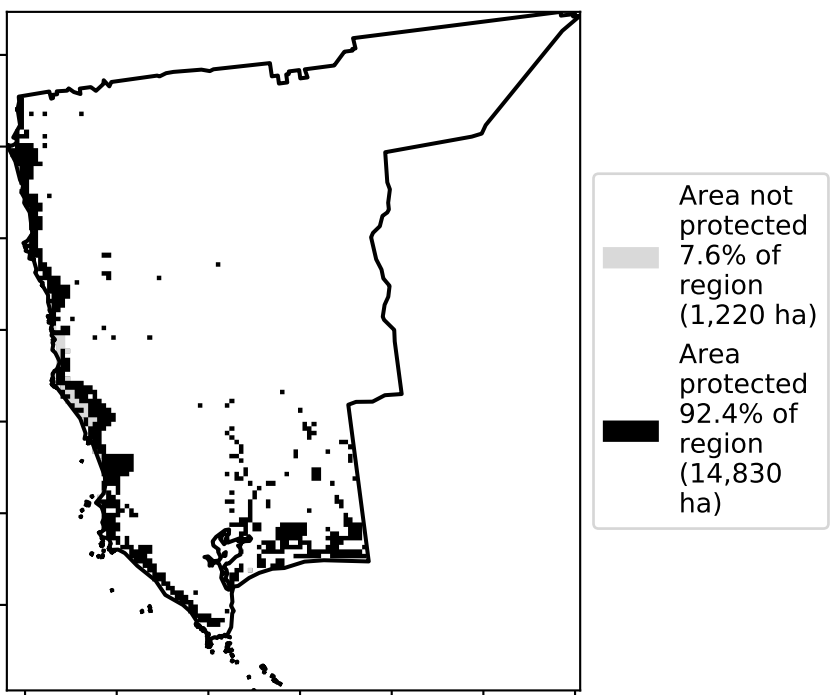 Area not
protected
7.6% of
region
(1,220 ha)
Area
protected
92.4% of
region
(14,830
ha)